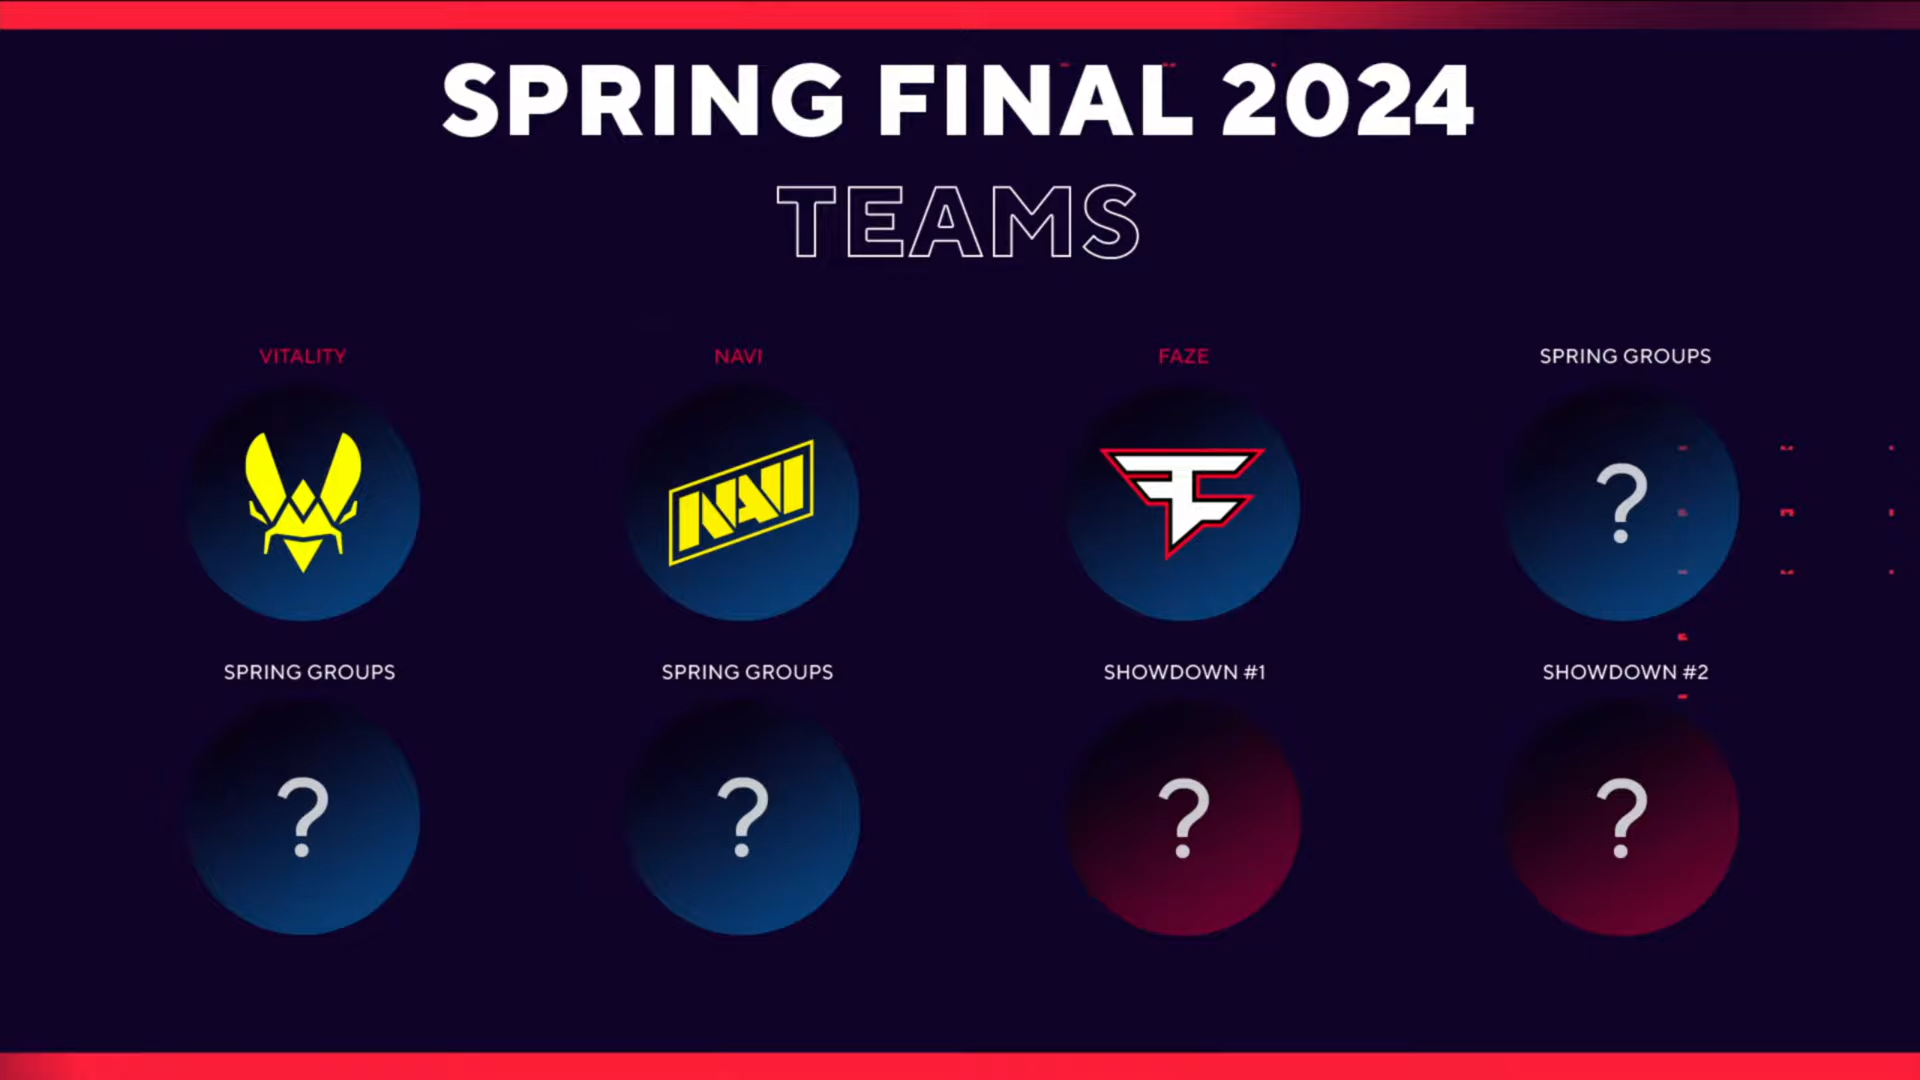 SPRING FINAL 2024
TEAMS
VITALITY
NAVI
FAZE
SPRING GROUPS
NAVI
?
SPRING GROUPS
SPRING GROUPS
SHOWDOWN #1
SHOWDOWN #2
?
?
?
?